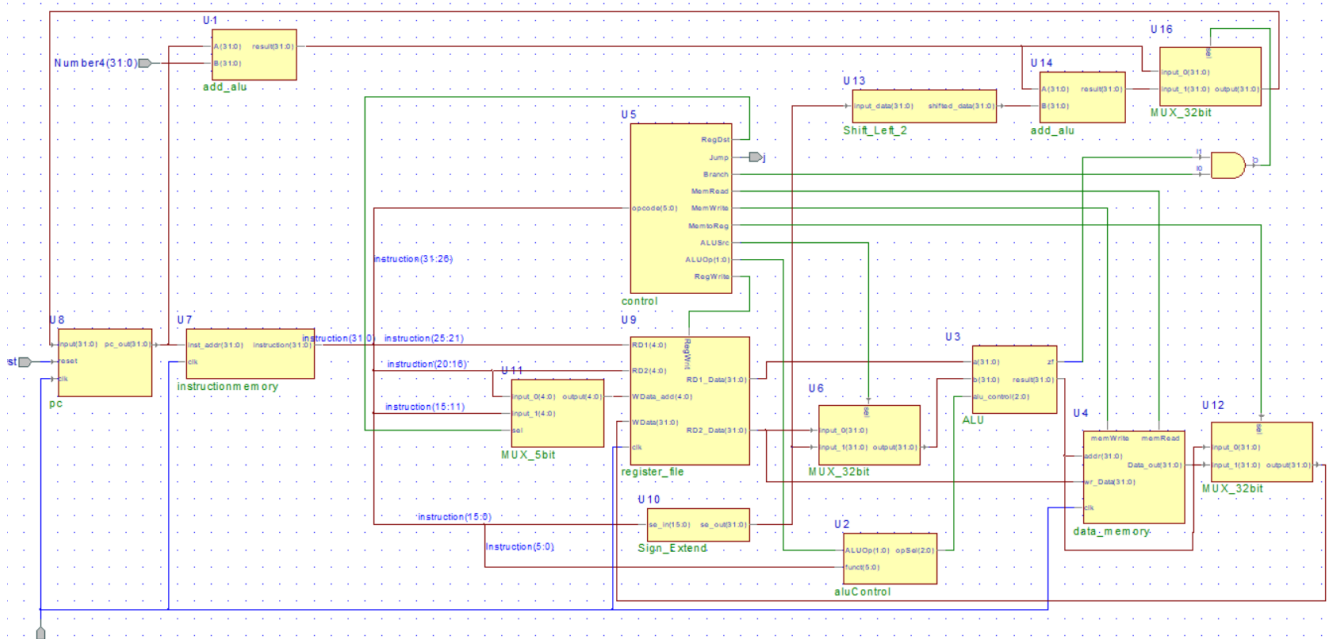 U1
A(31:0) result(31:0)
B(31:0)
add_alu
Number4(31:0)
U16
sel
input_0(31:0)
input_1(31:0) output(31:0)
MUX_32bit
U14
A(31:0) result(31:0)
B(31:0)
add_alu
U13
input_data(31:0) shifted_data(31:0)
Shift_Left_2
U5
RegDst
Jump
j
Branch
MemRead
opcode(5:0) MemWrite
MemtoReg
ALUSrc
ALUOp(1:0)
RegWrite
control
instruction(31:26)
U8
input(31:0) pc_out(31:0)
reset
clk
pc
st
U7
inst_addr(31:0) instruction(31:0)
clk
instructionmemory
instruction(31:0)
instruction(25:21)
instruction(20:16)
instruction(15:11)
U11
input_0(4:0) output(4:0)
input_1(4:0)
sel
MUX_5bit
U9
RegWrit
RD1(4:0)
RD2(4:0)
RD1_Data(31:0)
WData_add(4:0)
WData(31:0)
RD2_Data(31:0)
clk
register_file
U6
sel
input_0(31:0)
input_1(31:0) output(31:0)
MUX_32bit
U3
a(31:0) zf
b(31:0) result(31:0)
alu_control(2:0)
ALU
U4
memWrite memRead
addr(31:0)
Data_out(31:0)
wr_Data(31:0)
clk
data_memory
U12
sel
input_0(31:0)
input_1(31:0) output(31:0)
MUX_32bit
U10
instruction(15:0)
se_in(15:0) se_out(31:0)
Sign_Extend
Instruction(5:0)
U2
ALUOp(1:0) opSel(2:0)
funct(5:0)
aluControl